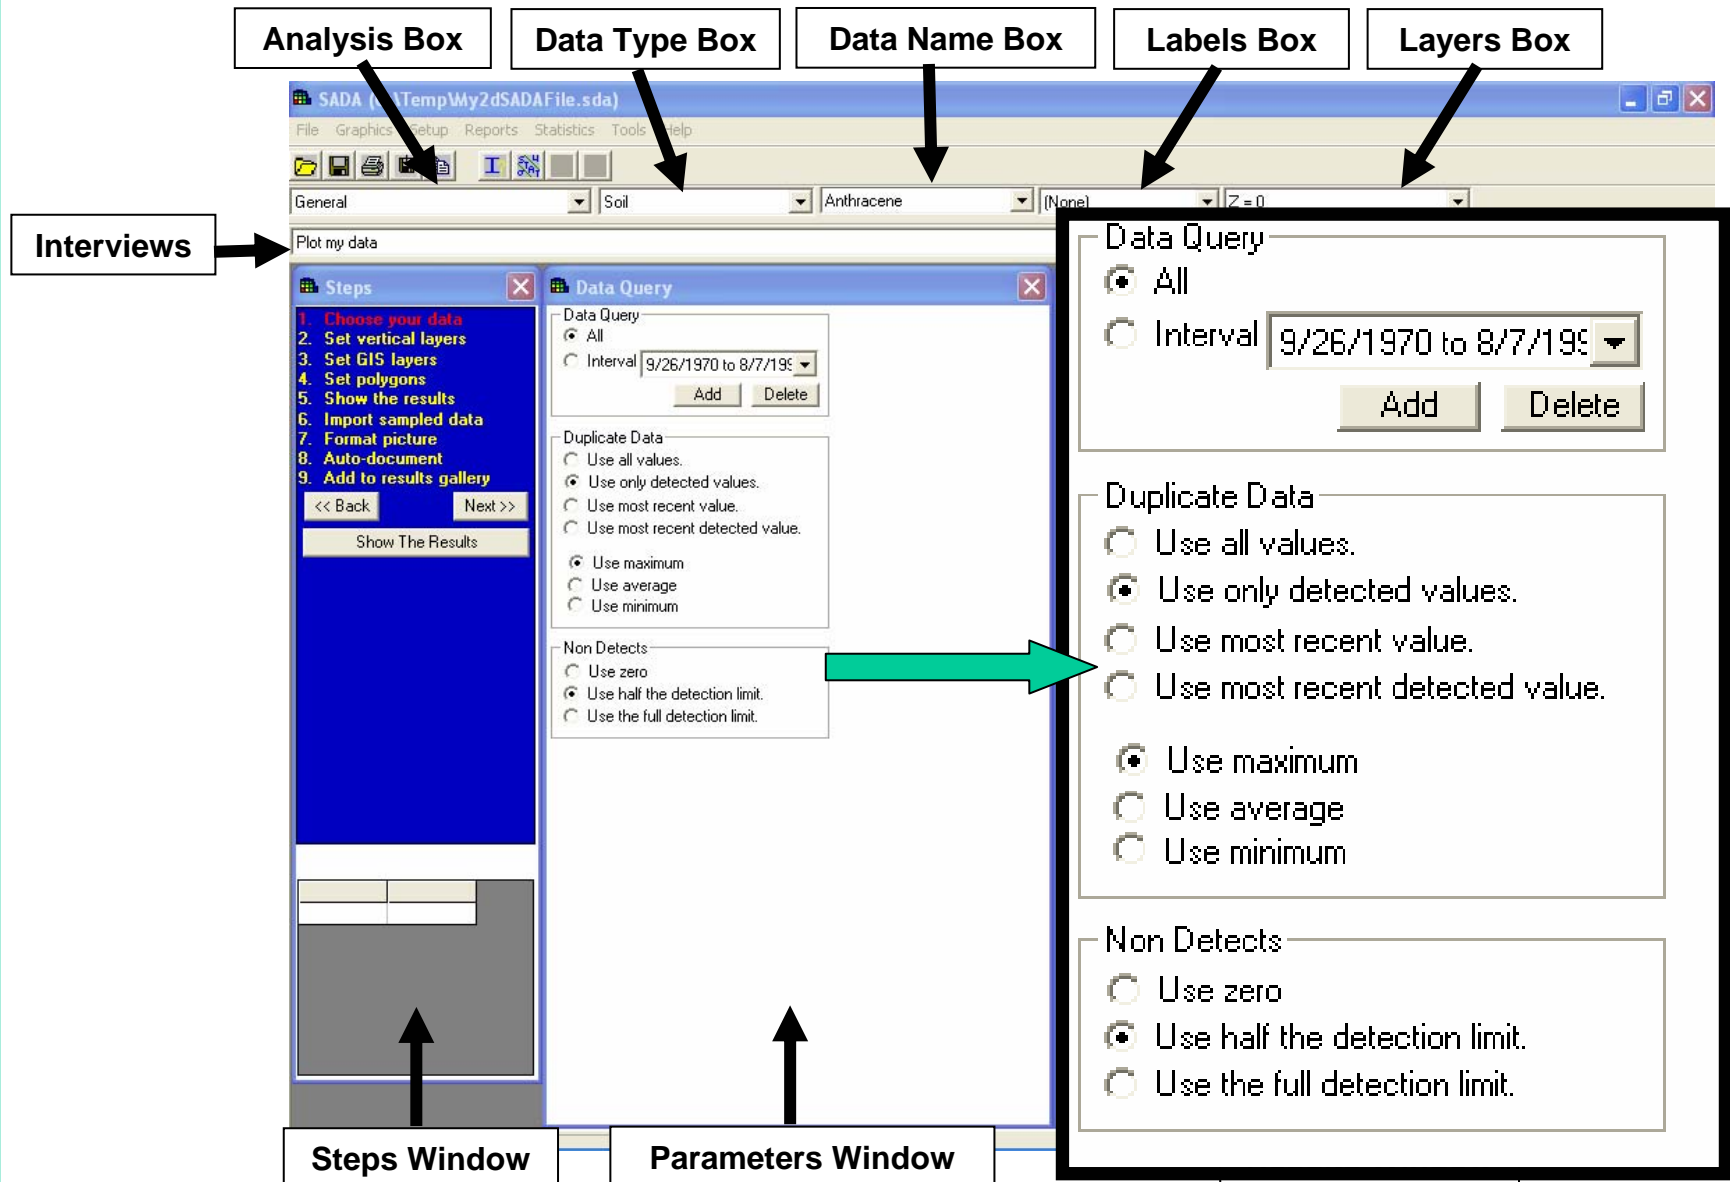 Analysis Box
Data Type Box
Data Name Box
Labels Box
Layers Box
SADA (
\Temp\My2dSADAFile.sda)
File Graphics Setup Reports Statistics Tools Help
General
Soil
Anthracene
(None)
Z = 0
Interviews
Plot my data
Steps
1. Choose your data
2. Set vertical layers
3. Set GIS layers
4. Set polygons
5. Show the results
6. Import sampled data
7. Format picture
8. Auto-document
9. Add to results gallery
<< Back
Next >>
Show The Results
Data Query
Data Query
All
Interval 9/26/1970 to 8/7/199
Add Delete
Duplicate Data
Use all values.
Use only detected values.
Use most recent value.
Use most recent detected value.
Use maximum
Use average
Use minimum
Non Detects
Use zero
Use half the detection limit.
Use the full detection limit.
Data Query
All
Interval 9/26/1970 to 8/7/199
Add Delete
Duplicate Data
Use all values.
Use only detected values.
Use most recent value.
Use most recent detected value.
Use maximum
Use average
Use minimum
Non Detects
Use zero
Use half the detection limit.
Use the full detection limit.
Steps Window
Parameters Window